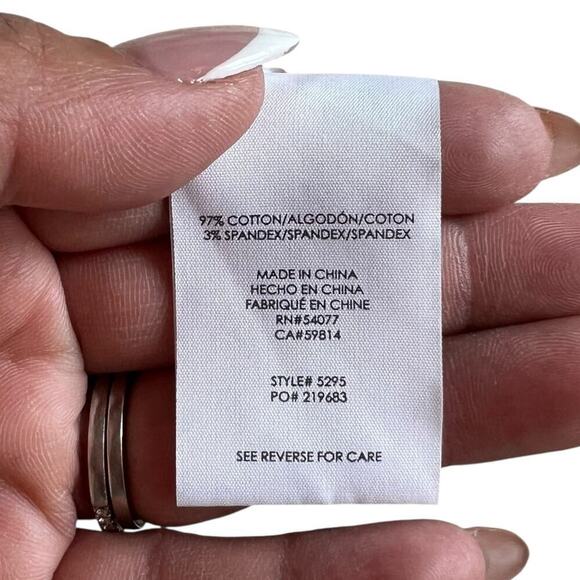 97% COTTON/ALGODÓN/COTON
3% SPANDEX/SPANDEX/SPANDEX
MADE IN CHINA
HECHO EN CHINA
FABRIQUÉ EN CHINE
RN#54077
CA#59814
STYLE# 5295
PO# 219683
SEE REVERSE FOR CARE